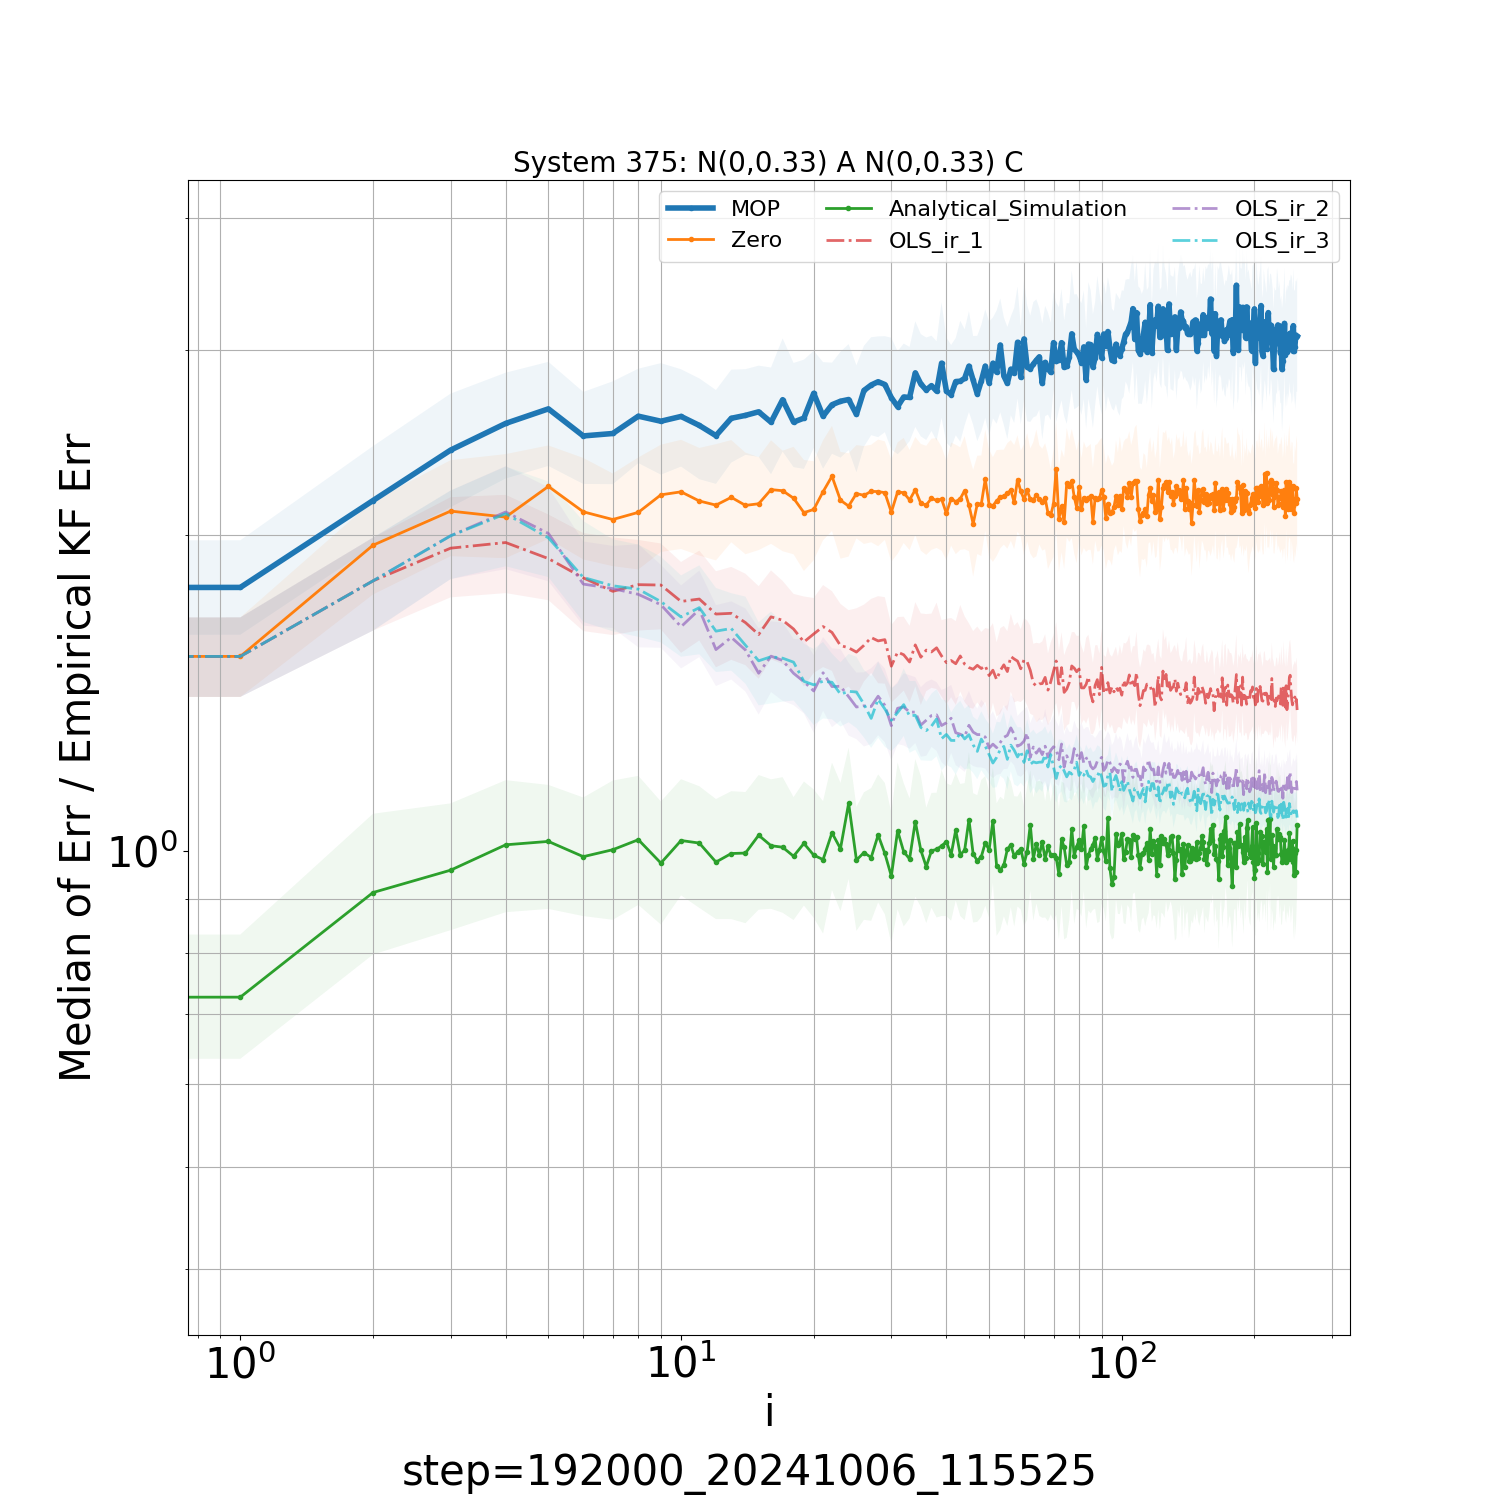 System 375: N(0,0.33) A N(0,0.33) C
MOP
Zero
Analytical_Simulation
OLS_ir_1
OLS_ir_2
OLS_ir_3
Median of Err / Empirical KF Err
10⁰
10⁰
10¹
10²
i
step=192000_20241006_115525